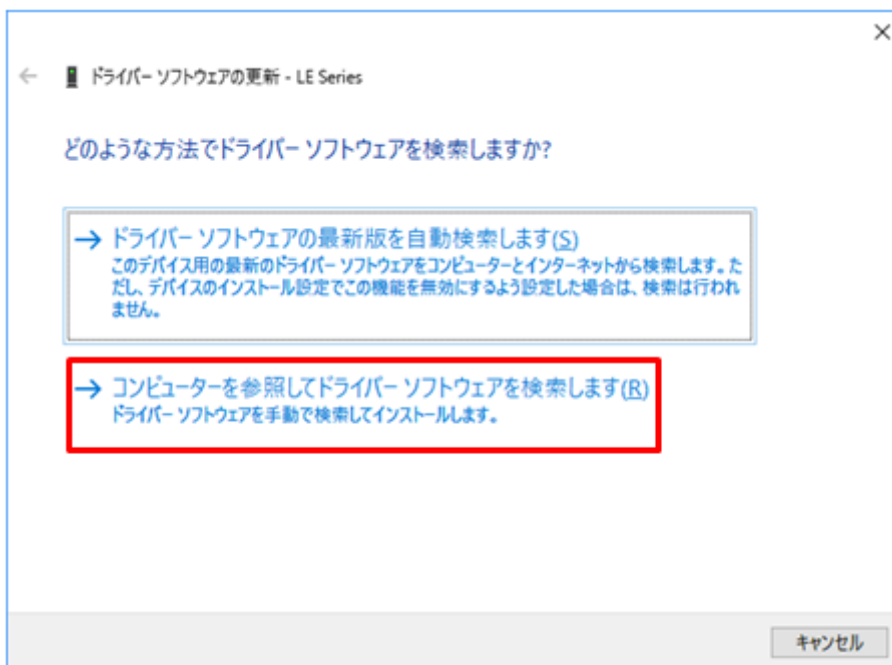 ドライバー ソフトウェアの更新 - LE Series
どのような方法でドライバー ソフトウェアを検索しますか?
ドライバー ソフトウェアの最新版を自動検索します(S)
このデバイス用の最新のドライバー ソフトウェアをコンピューターとインターネットから検索します。た
だし、デバイスのインストール設定でこの機能を無効にするよう設定した場合は、検索は行われ
ません。
コンピューターを参照してドライバー ソフトウェアを検索します(R)
ドライバー ソフトウェアを手動で検索してインストールします。
キャンセル